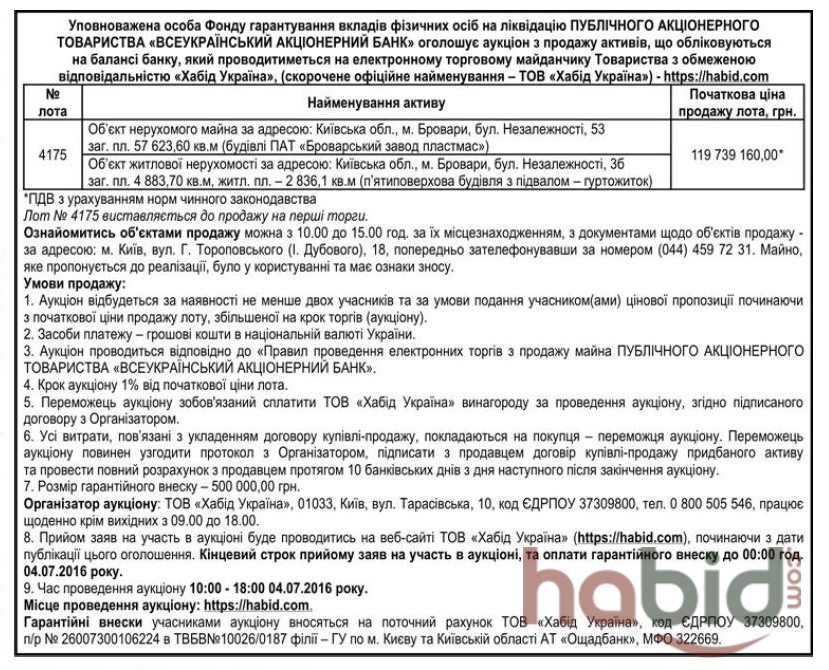 Уповноважена особа Фонду гарантування вкладів фізичних осіб на ліквідацію ПУБЛІЧНОГО АКЦІОНЕРНОГО
ТОВАРИСТВА «ВСЕУКРАЇНСЬКИЙ АКЦІОНЕРНИЙ БАНК» оголошує аукціон з продажу активів, що обліковуються
на балансі банку, який проводитиметься на електронному торговому майданчику Товариства з обмеженою
відповідальністю «Хабід Україна», (скорочене офіційне найменування – ТОВ «Хабід Україна») - https://habid.com
№
лота
Найменування активу
Початкова ціна
продажу лота, грн.
4175
Об'єкт нерухомого майна за адресою: Київська обл., м. Бровари, бул. Незалежності, 53
заг. пл. 57 623,60 кв.м (будівлі ПАТ «Броварський завод пластмас»)
Об'єкт житлової нерухомості за адресою: Київська обл., м. Бровари, бул. Незалежності, 3б
заг. пл. 4 883,70 кв.м, житл. пл. – 2 836,1 кв.м (п'ятиповерхова будівля з підвалом – гуртожиток)
119 739 160,00*
*ПДВ з урахуванням норм чинного законодавства
Лот № 4175 виставляється до продажу на перші торги.
Ознайомитись об'єктами продажу можна з 10.00 до 15.00 год. за їх місцезнаходженням, з документами щодо об'єктів продажу -
за адресою: м. Київ, вул. Г. Тороповського (І. Дубового), 18, попередньо зателефонувавши за номером (044) 459 72 31. Майно,
яке пропонується до реалізації, було у користуванні та має ознаки зносу.
Умови продажу:
1. Аукціон відбудеться за наявності не менше двох учасників та за умови подання учасником(ами) цінової пропозиції починаючи
з початкової ціни продажу лоту, збільшеної на крок торгів (аукціону).
2. Засоби платежу – грошові кошти в національній валюті України.
3. Аукціон проводиться відповідно до «Правил проведення електронних торгів з продажу майна ПУБЛІЧНОГО АКЦІОНЕРНОГО
ТОВАРИСТВА «ВСЕУКРАЇНСЬКИЙ АКЦІОНЕРНИЙ БАНК».
4. Крок аукціону 1% від початкової ціни лота.
5. Переможець аукціону зобов'язаний сплатити ТОВ «Хабід Україна» винагороду за проведення аукціону, згідно підписаного
договору з Організатором.
6. Усі витрати, пов'язані з укладенням договору купівлі-продажу, покладаються на покупця – переможця аукціону. Переможець
аукціону повинен узгодити протокол з Організатором, підписати з продавцем договір купівлі-продажу придбаного активу
та провести повний розрахунок з продавцем протягом 10 банківських днів з дня наступного після закінчення аукціону.
7. Розмір гарантійного внеску – 500 000,00 грн.
Організатор аукціону: ТОВ «Хабід Україна», 01033, Київ, вул. Тарасівська, 10, код ЄДРПОУ 37309800, тел. 0 800 505 546, працює
щоденно крім вихідних з 09.00 до 18.00.
8. Прийом заяв на участь в аукціоні буде проводитись на веб-сайті ТОВ «Хабід Україна» (https://habid.com), починаючи з дати
публікації цього оголошення. Кінцевий строк прийому заяв на участь в аукціоні, та оплати гарантійного внеску до 00:00 год.
04.07.2016 року.
9. Час проведення аукціону 10:00 - 18:00 04.07.2016 року.
Місце проведення аукціону: https://habid.com.
Гарантійні внески учасниками аукціону вносяться на поточний рахунок ТОВ «Хабід Україна», код ЄДРПОУ 37309800,
п/р № 26007300106224 в ТВБВ№10026/0187 філії – ГУ по м. Києву та Київській області АТ «Ощадбанк», МФО 322669.
habid.com